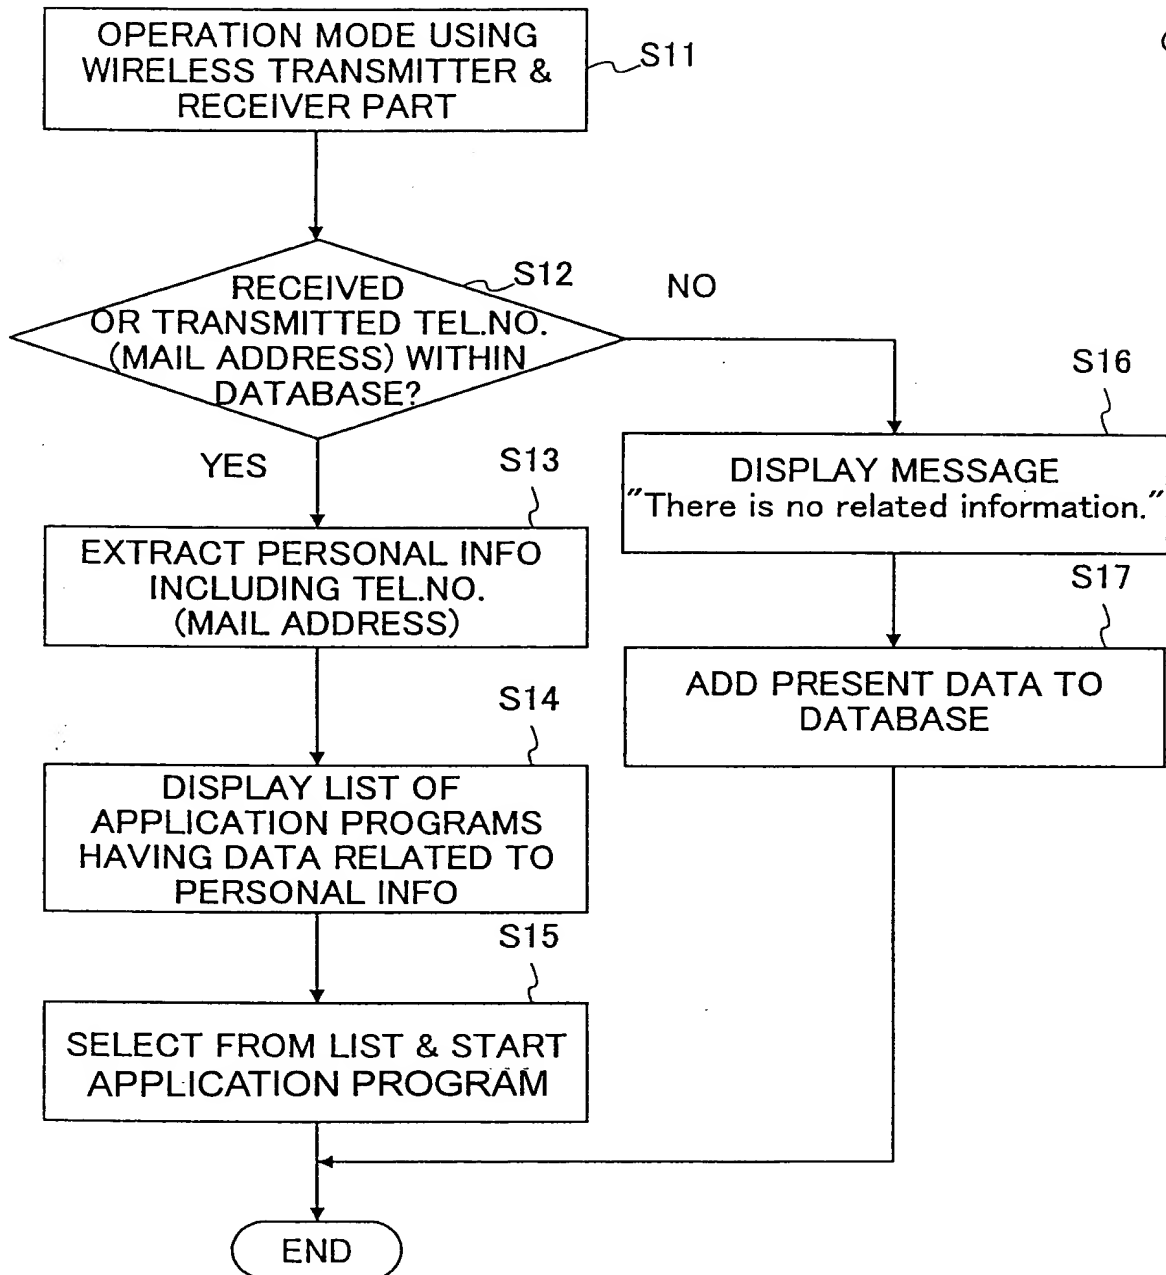 OPERATION MODE USING
WIRELESS TRANSMITTER &
RECEIVER PART
S11
S12
RECEIVED
OR TRANSMITTED TEL.NO.
(MAIL ADDRESS) WITHIN
DATABASE?
NO
YES
S13
EXTRACT PERSONAL INFO
INCLUDING TEL.NO.
(MAIL ADDRESS)
S14
DISPLAY LIST OF
APPLICATION PROGRAMS
HAVING DATA RELATED TO
PERSONAL INFO
S15
SELECT FROM LIST & START
APPLICATION PROGRAM
S16
DISPLAY MESSAGE
"There is no related information."
S17
ADD PRESENT DATA TO
DATABASE
END